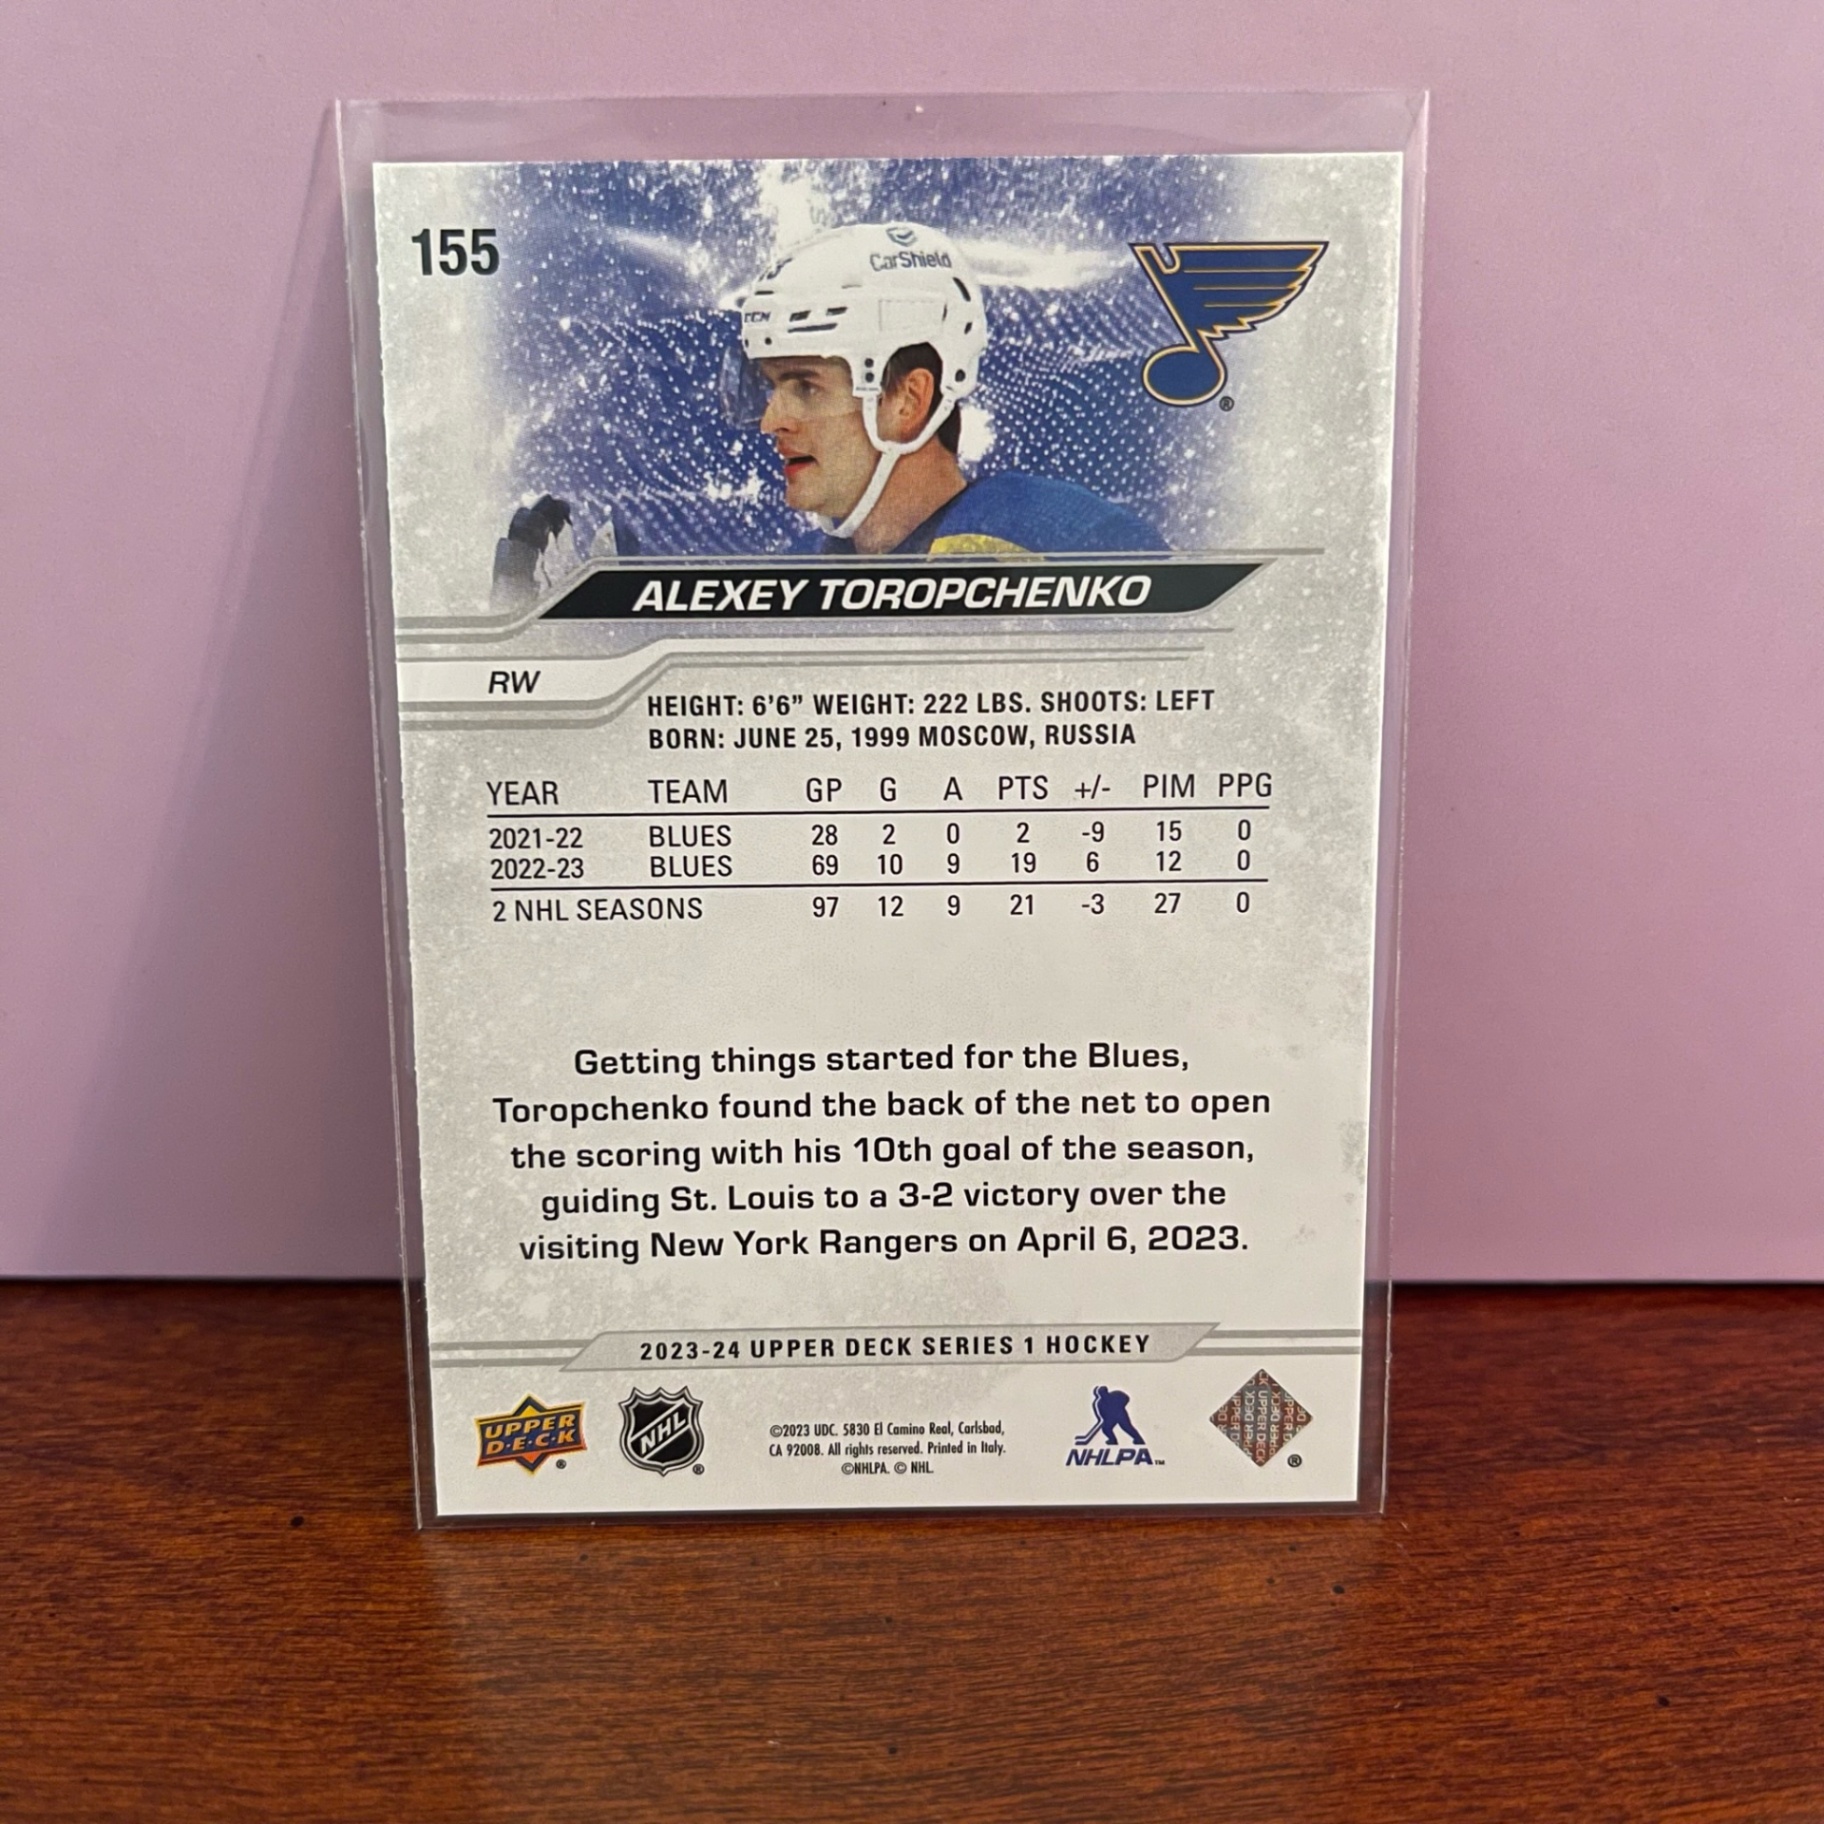 155
CarShield
CCM
ALEXEY TOROPCHENKO
RW
HEIGHT: 6'6" WEIGHT: 222 LBS. SHOOTS: LEFT
BORN: JUNE 25, 1999 MOSCOW, RUSSIA
YEAR TEAM GP G A PTS +/- PIM PPG
2021-22 BLUES 28 2 0 2 -9 15 0
2022-23 BLUES 69 10 9 19 6 12 0
2 NHL SEASONS 97 12 9 21 -3 27 0
Getting things started for the Blues,
Toropchenko found the back of the net to open
the scoring with his 10th goal of the season,
guiding St. Louis to a 3-2 victory over the
visiting New York Rangers on April 6, 2023.
2023-24 UPPER DECK SERIES 1 HOCKEY
UPPER
D·E·C·K
NHL
©2023 UDC. 5830 El Camino Real, Carlsbad,
CA 92008. All rights reserved. Printed in Italy.
©NHLPA. © NHL.
NHLPA™
UPPER DECK